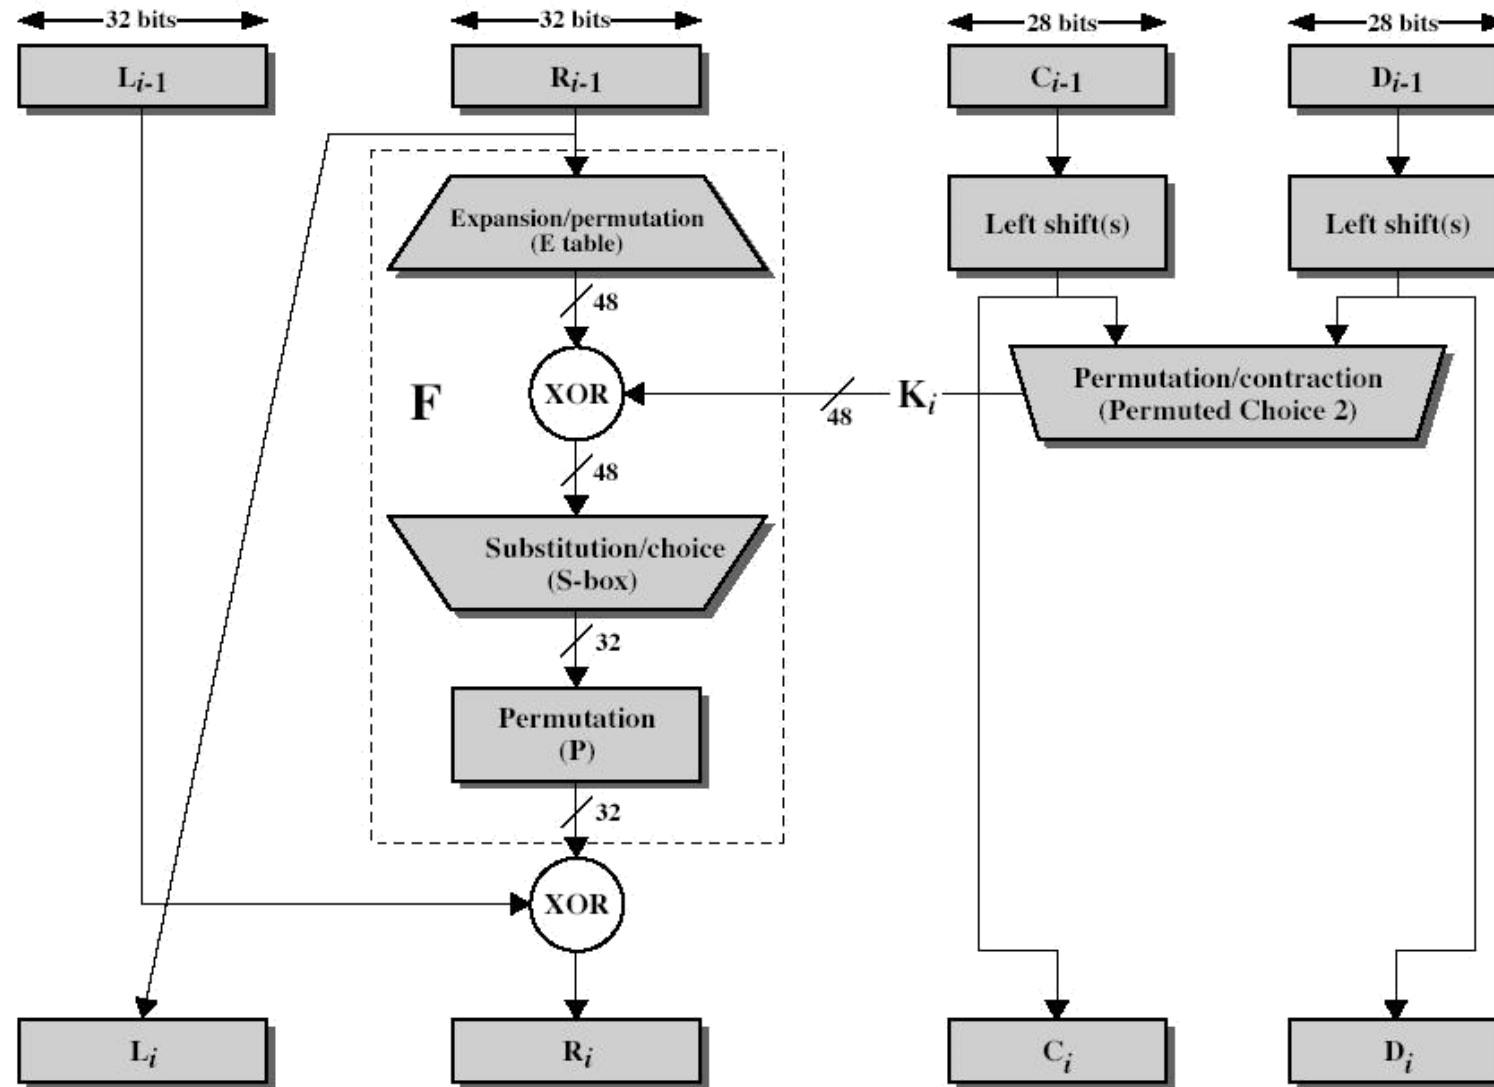 32 bits
32 bits
28 bits
28 bits
Li-1
Ri-1
Ci-1
Di-1
Expansion/permutation
(E table)
Left shift(s)
Left shift(s)
48
F
XOR
48
Ki
Permutation/contraction
(Permuted Choice 2)
48
Substitution/choice
(S-box)
32
Permutation
(P)
32
XOR
Li
Ri
Ci
Di